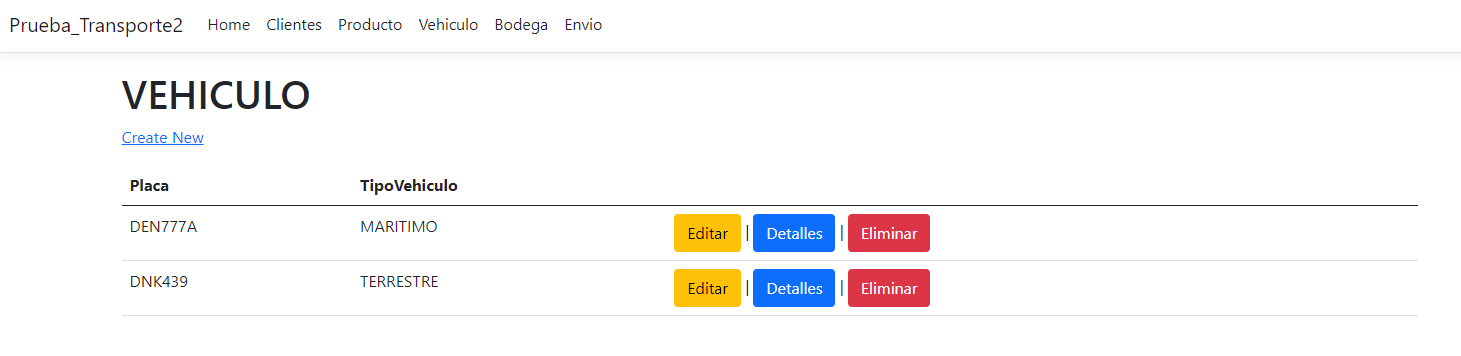 Prueba_Transporte2 Home Clientes Producto Vehiculo Bodega Envio
VEHICULO
Create New
Placa TipoVehiculo
DEN777A MARITIMO Editar | Detalles | Eliminar
DNK439 TERRESTRE Editar | Detalles | Eliminar